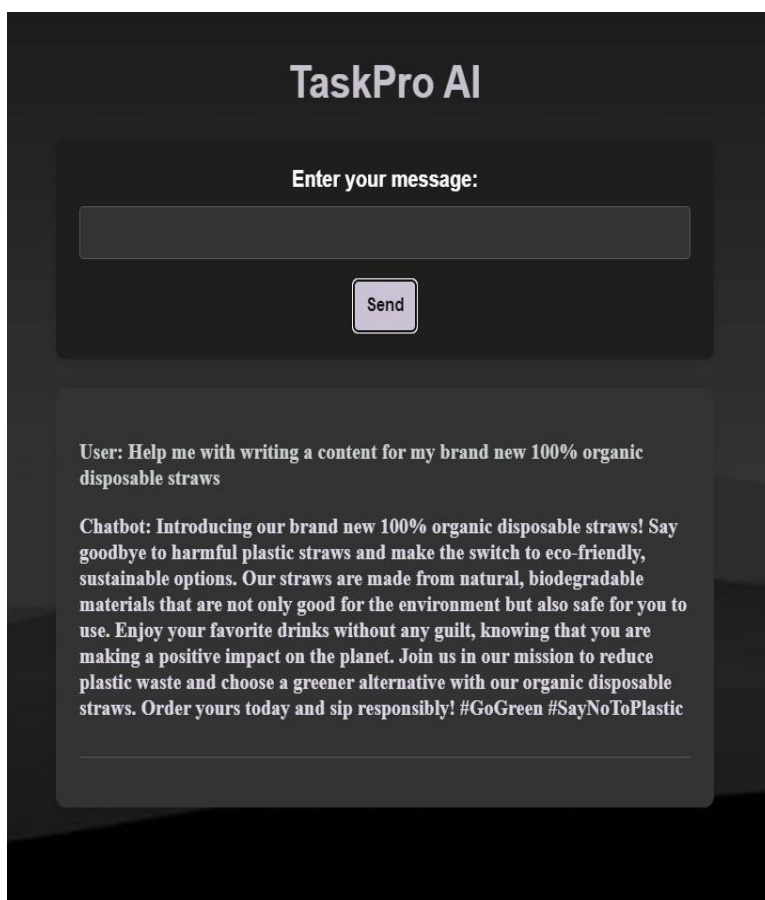 TaskPro AI
Enter your message:
Send
User: Help me with writing a content for my brand new 100% organic
disposable straws
Chatbot: Introducing our brand new 100% organic disposable straws! Say
goodbye to harmful plastic straws and make the switch to eco-friendly,
sustainable options. Our straws are made from natural, biodegradable
materials that are not only good for the environment but also safe for you to
use. Enjoy your favorite drinks without any guilt, knowing that you are
making a positive impact on the planet. Join us in our mission to reduce
plastic waste and choose a greener alternative with our organic disposable
straws. Order yours today and sip responsibly! #GoGreen #SayNoToPlastic